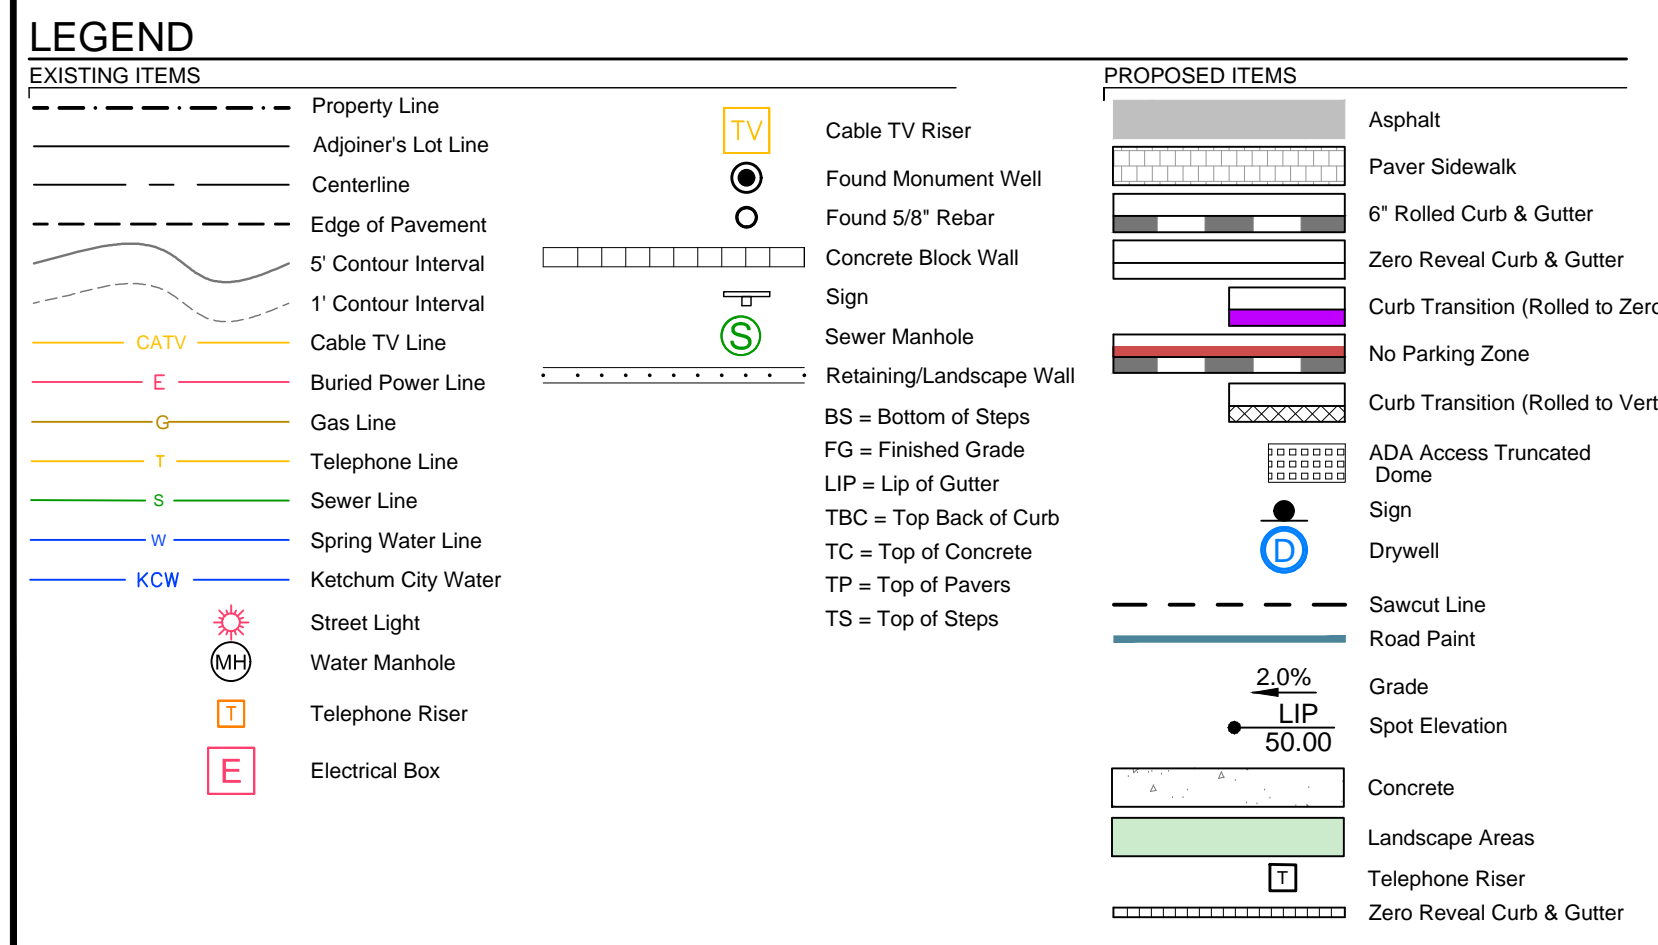 LEGEND
EXISTING ITEMS
Property Line
Adjoiner's Lot Line
Centerline
Edge of Pavement
5' Contour Interval
1' Contour Interval
CATV Cable TV Line
E Buried Power Line
G Gas Line
T Telephone Line
S Sewer Line
W Spring Water Line
KCW Ketchum City Water
Street Light
MH Water Manhole
T Telephone Riser
E Electrical Box
TV Cable TV Riser
Found Monument Well
Found 5/8" Rebar
Concrete Block Wall
Sign
S Sewer Manhole
Retaining/Landscape Wall
BS = Bottom of Steps
FG = Finished Grade
LIP = Lip of Gutter
TBC = Top Back of Curb
TC = Top of Concrete
TP = Top of Pavers
TS = Top of Steps
PROPOSED ITEMS
Asphalt
Paver Sidewalk
6" Rolled Curb & Gutter
Zero Reveal Curb & Gutter
Curb Transition (Rolled to Zero
No Parking Zone
Curb Transition (Rolled to Vert
ADA Access Truncated
Dome
Sign
D Drywell
Sawcut Line
Road Paint
2.0% Grade
LIP
50.00 Spot Elevation
Concrete
Landscape Areas
T Telephone Riser
Zero Reveal Curb & Gutter